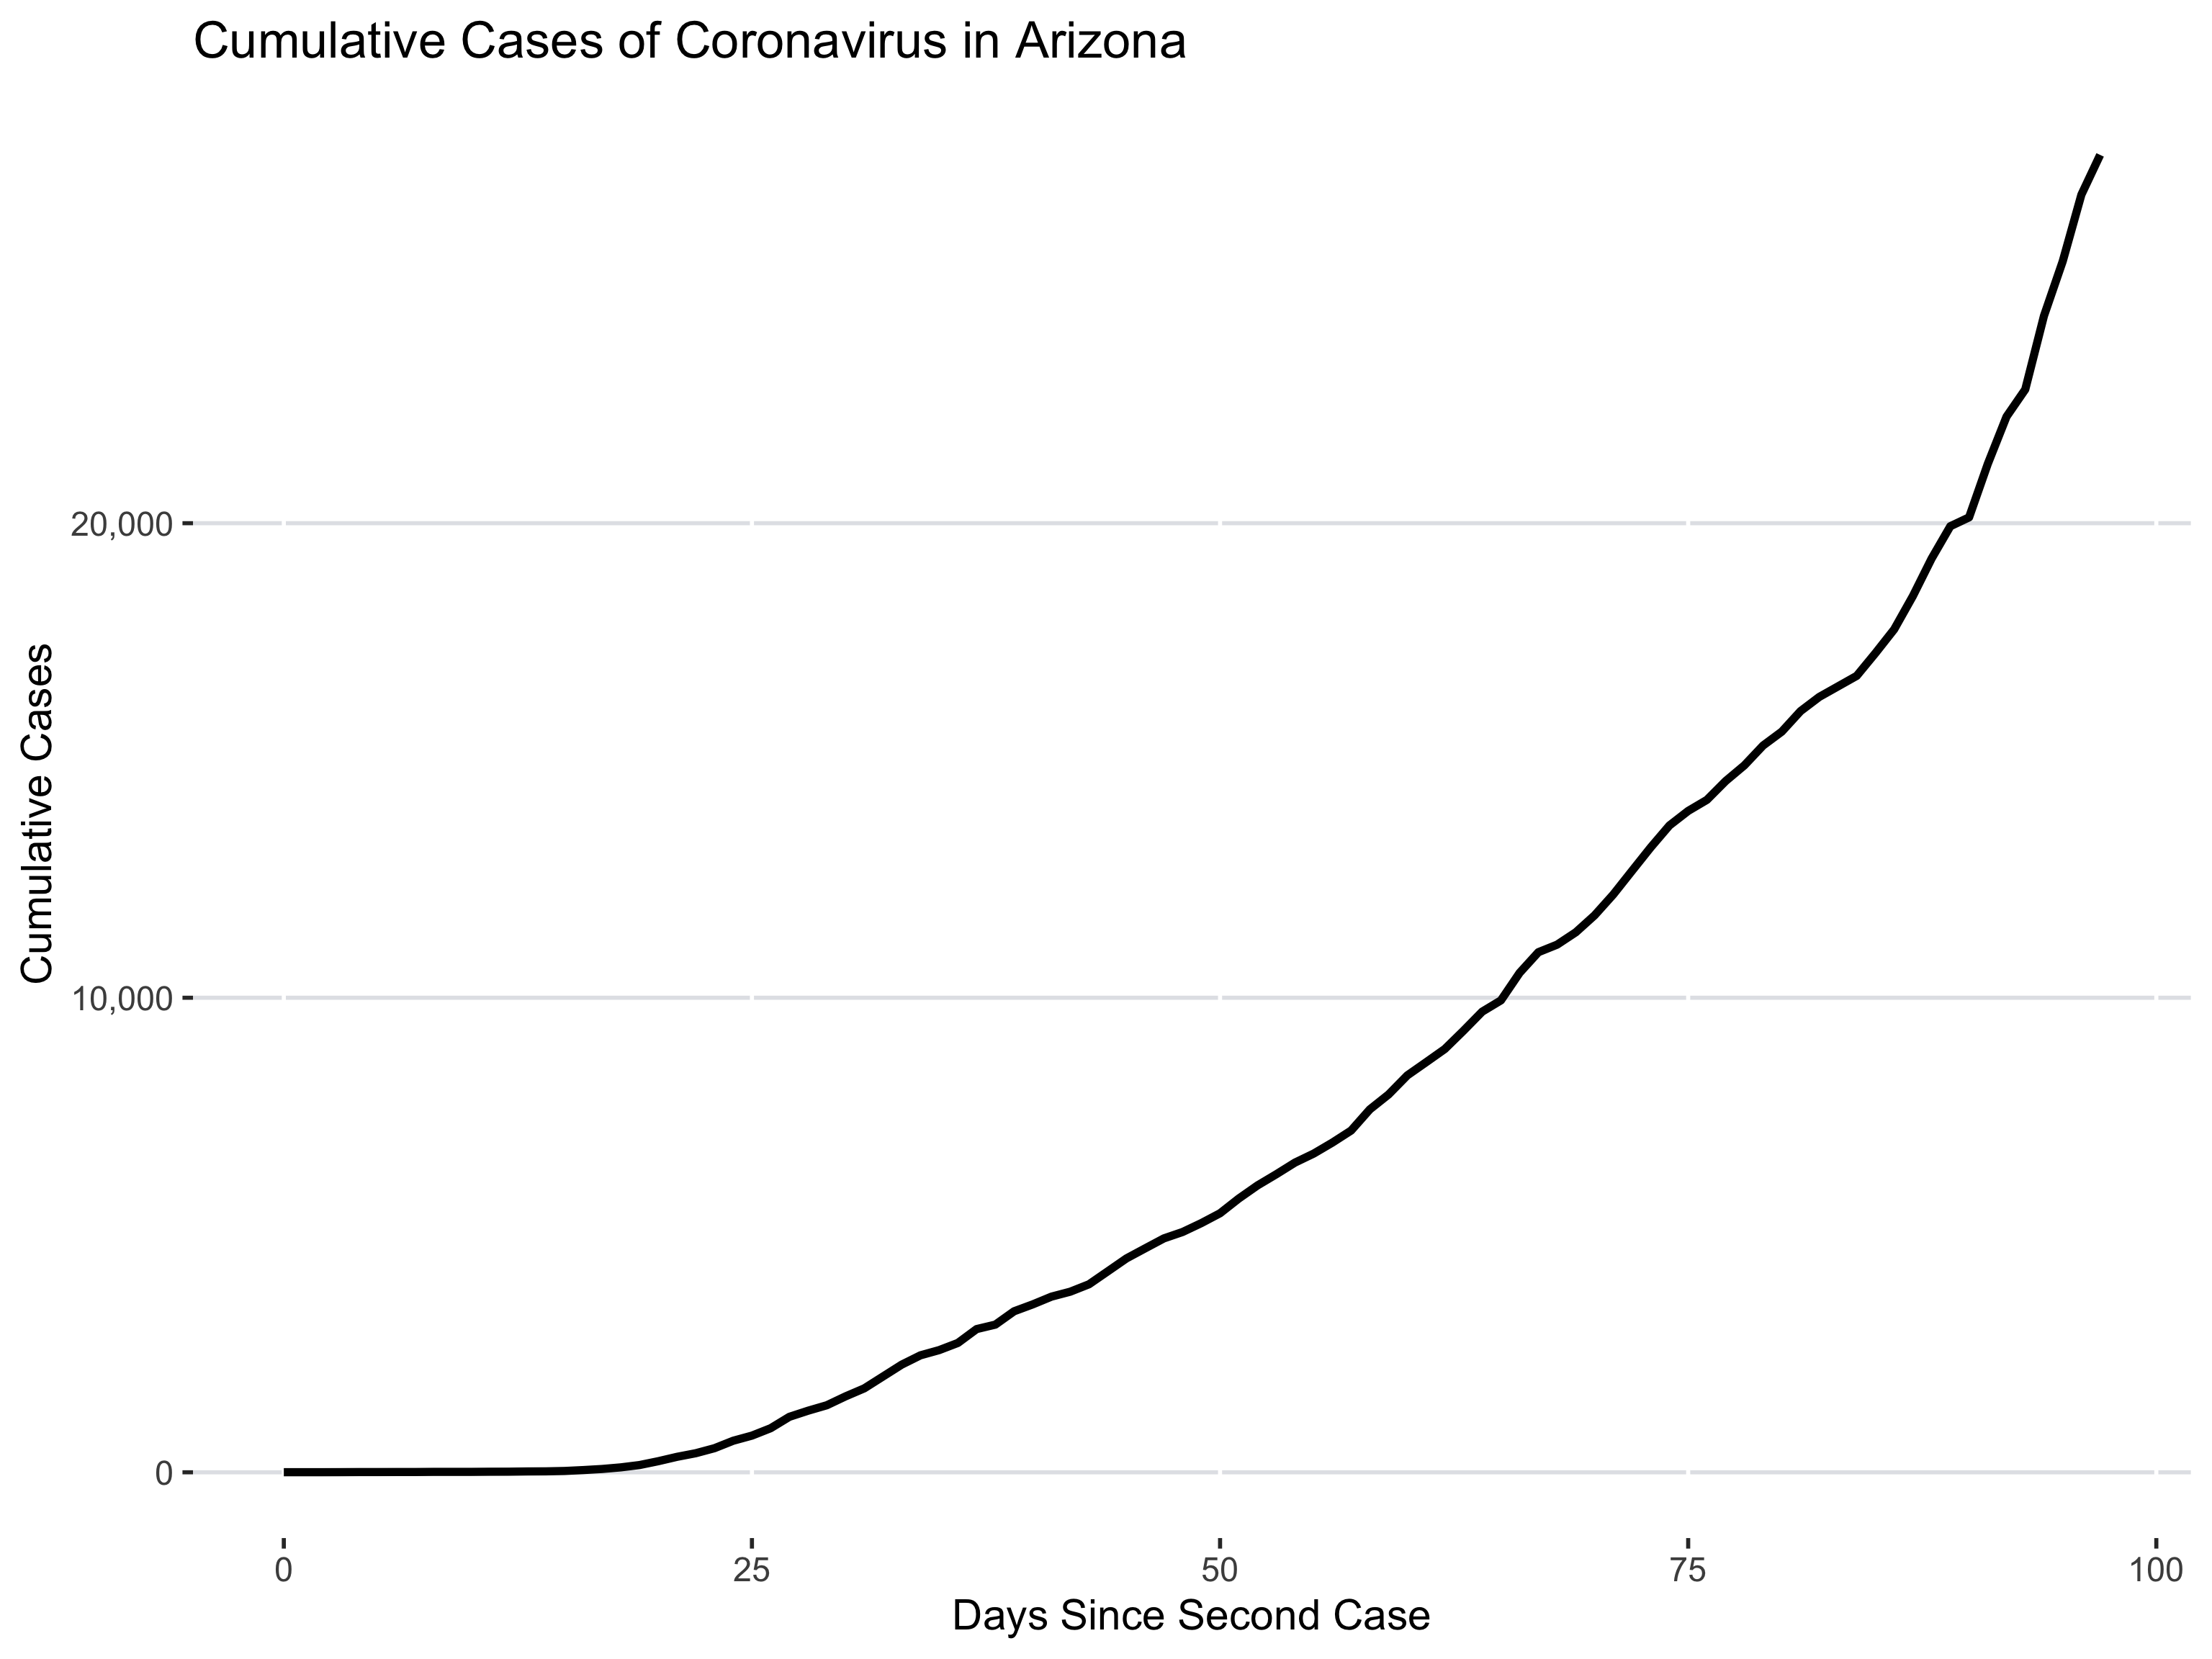 Cumulative Cases of Coronavirus in Arizona
Cumulative Cases
20,000
10,000
0
0 25 50 75 100
Days Since Second Case